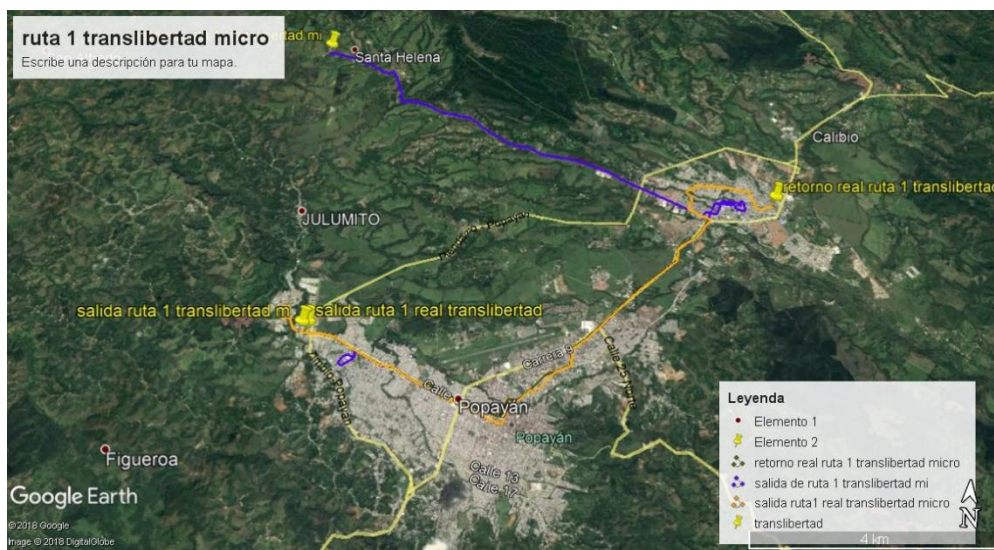 ruta 1 translibertad micro
Escribe una descripción para tu mapa.
Santa Helena
Calibio
retorno real ruta 1 translibertad
JULUMITO
salida ruta 1 translibertad mi
salida ruta 1 real translibertad
Carrera 9
Calle
Popayán
Popayán
Figueroa
Calle 13
Calle 17
Google Earth
© 2018 Google
Image © 2018 DigitalGlobe
Leyenda
Elemento 1
Elemento 2
retorno real ruta 1 translibertad micro
salida de ruta 1 translibertad mi
salida ruta1 real translibertad micro
translibertad
N
4 km